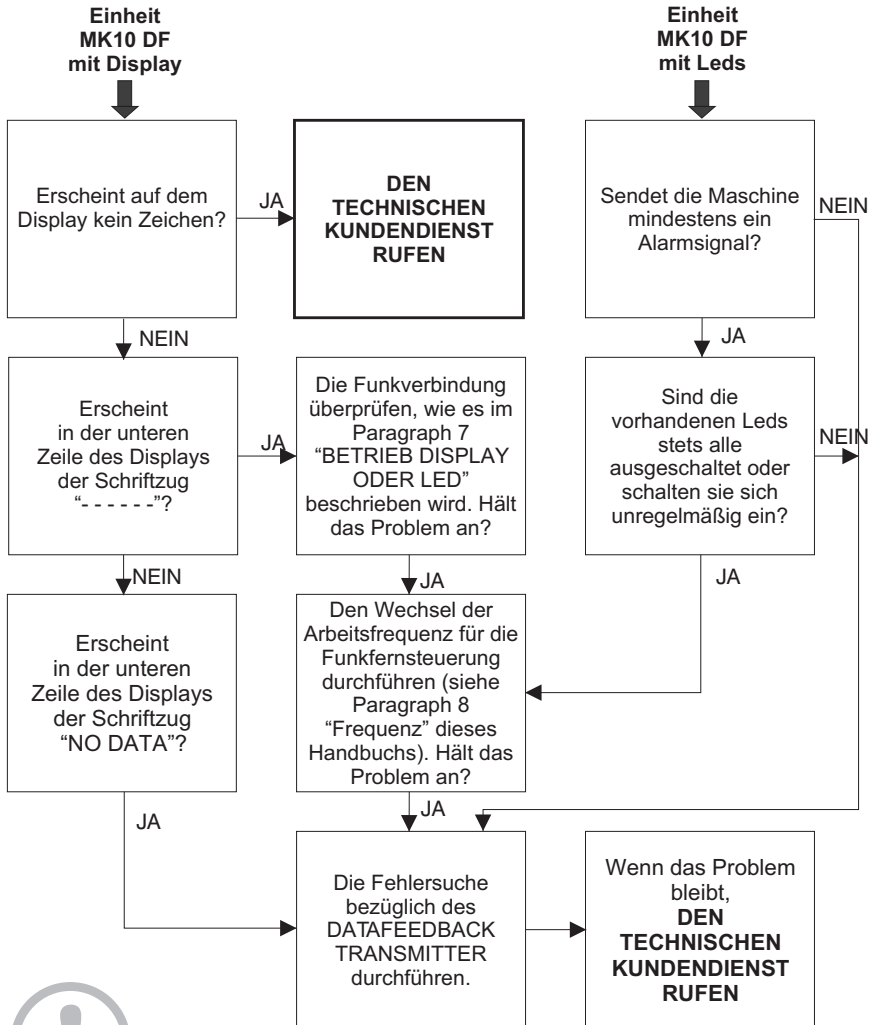 Einheit
MK10 DF
mit Display
Einheit
MK10 DF
mit Leds
Erscheint auf dem
Display kein Zeichen?
JA
DEN
TECHNISCHEN
KUNDENDIENST
RUFEN
Sendet die Maschine
mindestens ein
Alarmsignal?
NEIN
NEIN
JA
Erscheint
in der unteren
Zeile des Displays
der Schriftzug
“- - - - - -”?
JA
Die Funkverbindung
überprüfen, wie es im
Paragraph 7
“BETRIEB DISPLAY
ODER LED”
beschrieben wird. Hält
das Problem an?
Sind die
vorhandenen Leds
stets alle
ausgeschaltet oder
schalten sie sich
unregelmäßig ein?
NEIN
NEIN
JA
JA
Erscheint
in der unteren
Zeile des Displays
der Schriftzug
“NO DATA”?
Den Wechsel der
Arbeitsfrequenz für die
Funkfernsteuerung
durchführen (siehe
Paragraph 8
“Frequenz” dieses
Handbuchs). Hält das
Problem an?
JA
JA
Die Fehlersuche
bezüglich des
DATAFEEDBACK
TRANSMITTER
durchführen.
Wenn das Problem
bleibt,
DEN
TECHNISCHEN
KUNDENDIENST
RUFEN